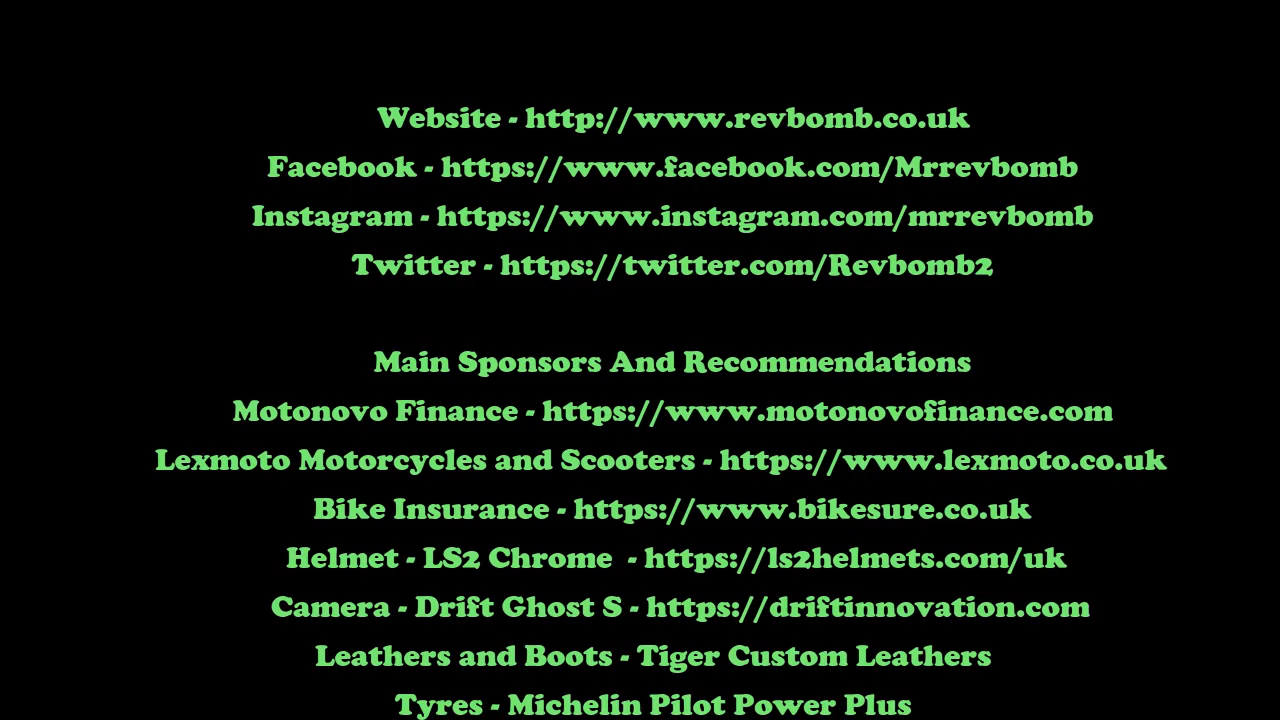 Website - http://www.revbomb.co.uk
Facebook - https://www.facebook.com/Mrrevbomb
Instagram - https://www.instagram.com/mrrevbomb
Twitter - https://twitter.com/Revbomb2
Main Sponsors And Recommendations
Motonovo Finance - https://www.motonovofinance.com
Lexmoto Motorcycles and Scooters - https://www.lexmoto.co.uk
Bike Insurance - https://www.bikesure.co.uk
Helmet - LS2 Chrome  - https://ls2helmets.com/uk
Camera - Drift Ghost S - https://driftinnovation.com
Leathers and Boots - Tiger Custom Leathers
Tyres - Michelin Pilot Power Plus